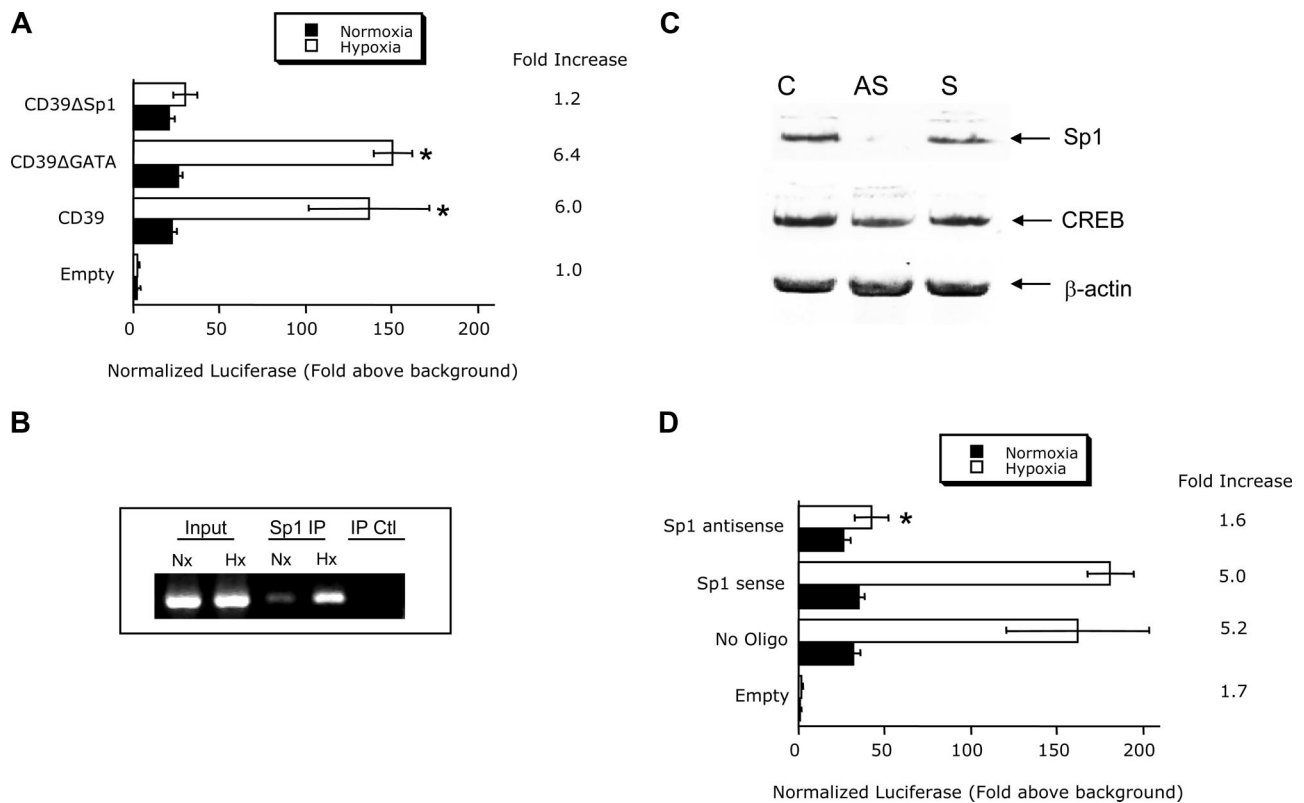 A
Normoxia
Hypoxia
Fold Increase
CD39ΔSp1 1.2
CD39ΔGATA * 6.4
CD39 * 6.0
Empty 1.0
0 50 100 150 200
Normalized Luciferase (Fold above background)
B
Input Sp1 IP IP Ctl
Nx Hx Nx Hx
C
C AS S
Sp1
CREB
β-actin
D
Normoxia
Hypoxia
Fold Increase
Sp1 antisense * 1.6
Sp1 sense 5.0
No Oligo 5.2
Empty 1.7
0 50 100 150 200
Normalized Luciferase (Fold above background)